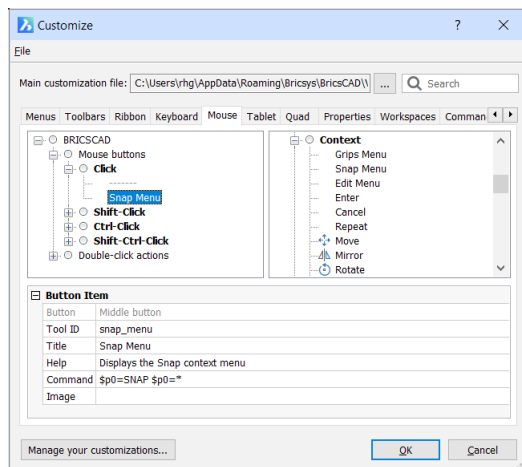 Customize
File
Main customization file: C:\Users\rhg\AppData\Roaming\Bricsys\BricsCAD\ ... Search
Menus Toolbars Ribbon Keyboard Mouse Tablet Quad Properties Workspaces Comman
BRICSCAD
Mouse buttons
Click
-------
Snap Menu
Shift-Click
Ctrl-Click
Shift-Ctrl-Click
Double-click actions
Context
Grips Menu
Snap Menu
Edit Menu
Enter
Cancel
Repeat
Move
Mirror
Rotate
Button Item
Button Middle button
Tool ID snap_menu
Title Snap Menu
Help Displays the Snap context menu
Command $p0=SNAP $p0=*
Image
Manage your customizations... OK Cancel